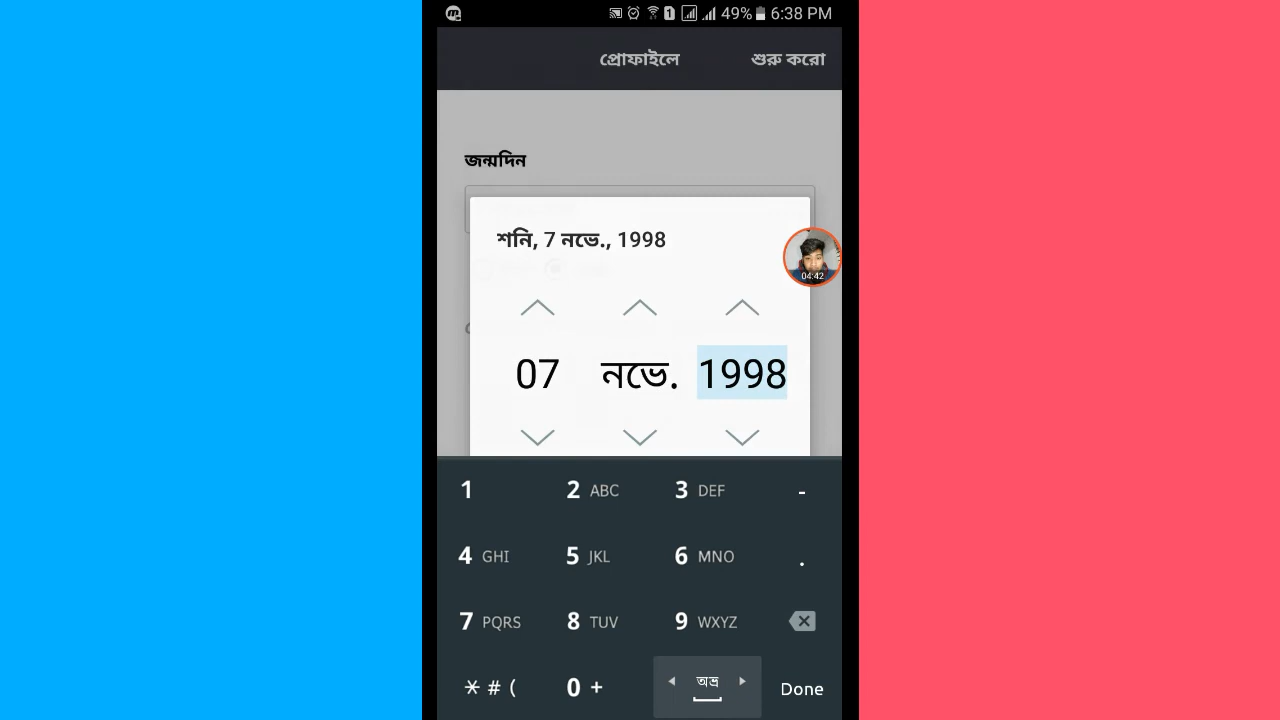 1 49% 6:38 PM
প্রোফাইলে শুরু করো
জন্মদিন
শনি, 7 নভে., 1998
04:42
07 নভে. 1998
1 2 ABC 3 DEF -
4 GHI 5 JKL 6 MNO .
7 PQRS 8 TUV 9 WXYZ
* # ( 0 + অভ্র Done